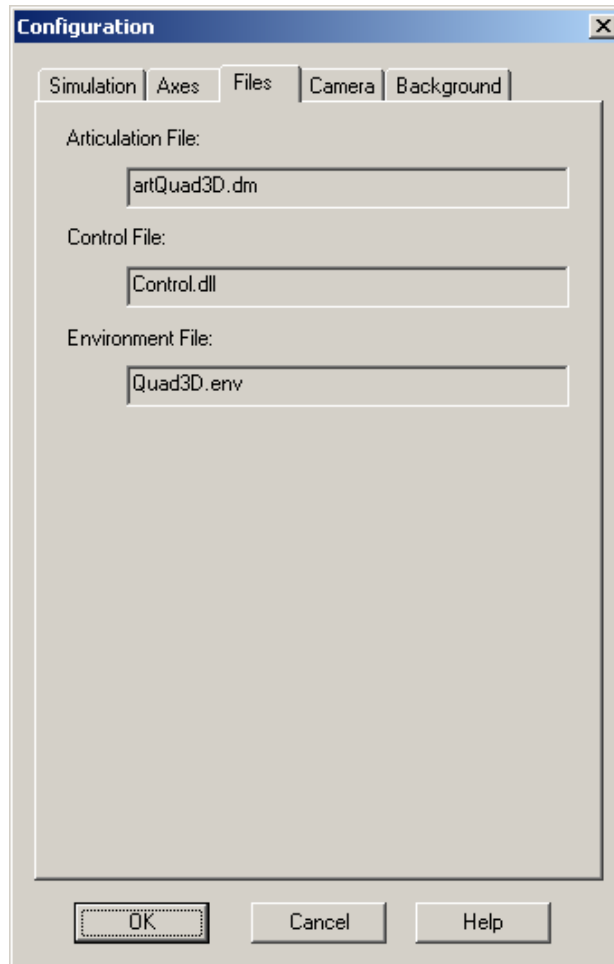 Configuration
Simulation Axes Files Camera Background
Articulation File:
artQuad3D.dm
Control File:
Control.dll
Environment File:
Quad3D.env
OK Cancel Help